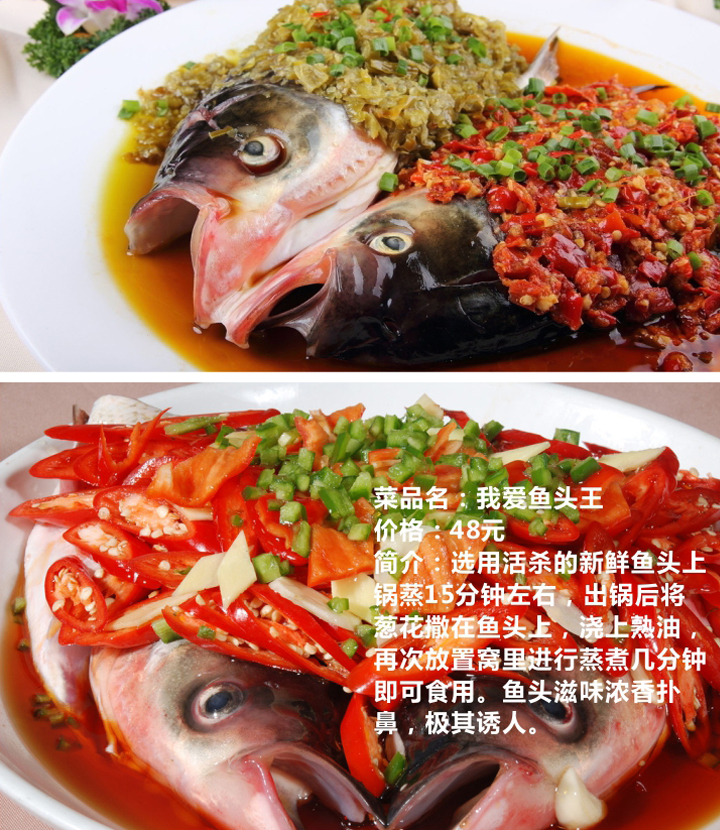 菜品名：我爱鱼头王
价格：48元
简介：选用活杀的新鲜鱼头上
锅蒸15分钟左右，出锅后将
葱花撒在鱼头上，浇上熟油，
再次放置窝里进行蒸煮几分钟
即可食用。鱼头滋味浓香扑
鼻，极其诱人。